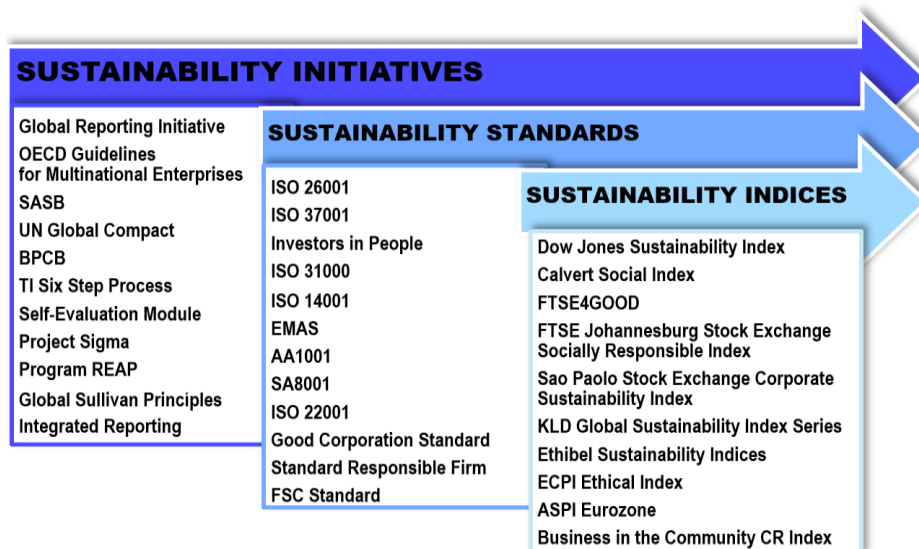 SUSTAINABILITY INITIATIVES
Global Reporting Initiative
OECD Guidelines
for Multinational Enterprises
SASB
UN Global Compact
BPCB
TI Six Step Process
Self-Evaluation Module
Project Sigma
Program REAP
Global Sullivan Principles
Integrated Reporting
SUSTAINABILITY STANDARDS
ISO 26001
ISO 37001
Investors in People
ISO 31000
ISO 14001
EMAS
AA1001
SA8001
ISO 22001
Good Corporation Standard
Standard Responsible Firm
FSC Standard
SUSTAINABILITY INDICES
Dow Jones Sustainability Index
Calvert Social Index
FTSE4GOOD
FTSE Johannesburg Stock Exchange
Socially Responsible Index
Sao Paolo Stock Exchange Corporate
Sustainability Index
KLD Global Sustainability Index Series
Ethibel Sustainability Indices
ECPI Ethical Index
ASPI Eurozone
Business in the Community CR Index